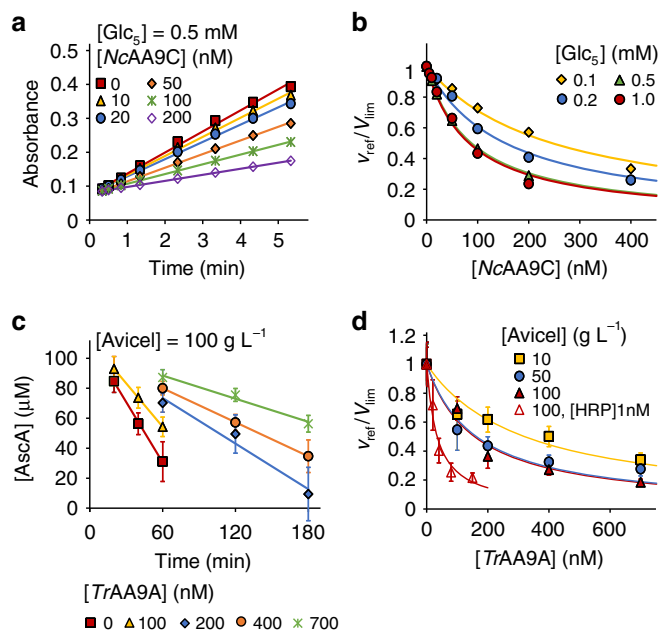 a
[Glc5] = 0.5 mM
[NcAA9C] (nM)
0 50
10 100
20 200
Absorbance
0.5
0.4
0.3
0.2
0.1
0
0 1 2 3 4 5
Time (min)
b
[Glc5] (mM)
0.1 0.5
0.2 1.0
vref/Vlim
1
0.8
0.6
0.4
0.2
0
0 200 400
[NcAA9C] (nM)
c
[Avicel] = 100 g L−1
[AscA] (μM)
100
80
60
40
20
0
0 60 120 180
Time (min)
[TrAA9A] (nM)
0 100 200 400 700
d
[Avicel] (g L−1)
10
50
100
100, [HRP]1nM
vref/Vlim
1.2
1
0.8
0.6
0.4
0.2
0
0 200 400 600
[TrAA9A] (nM)